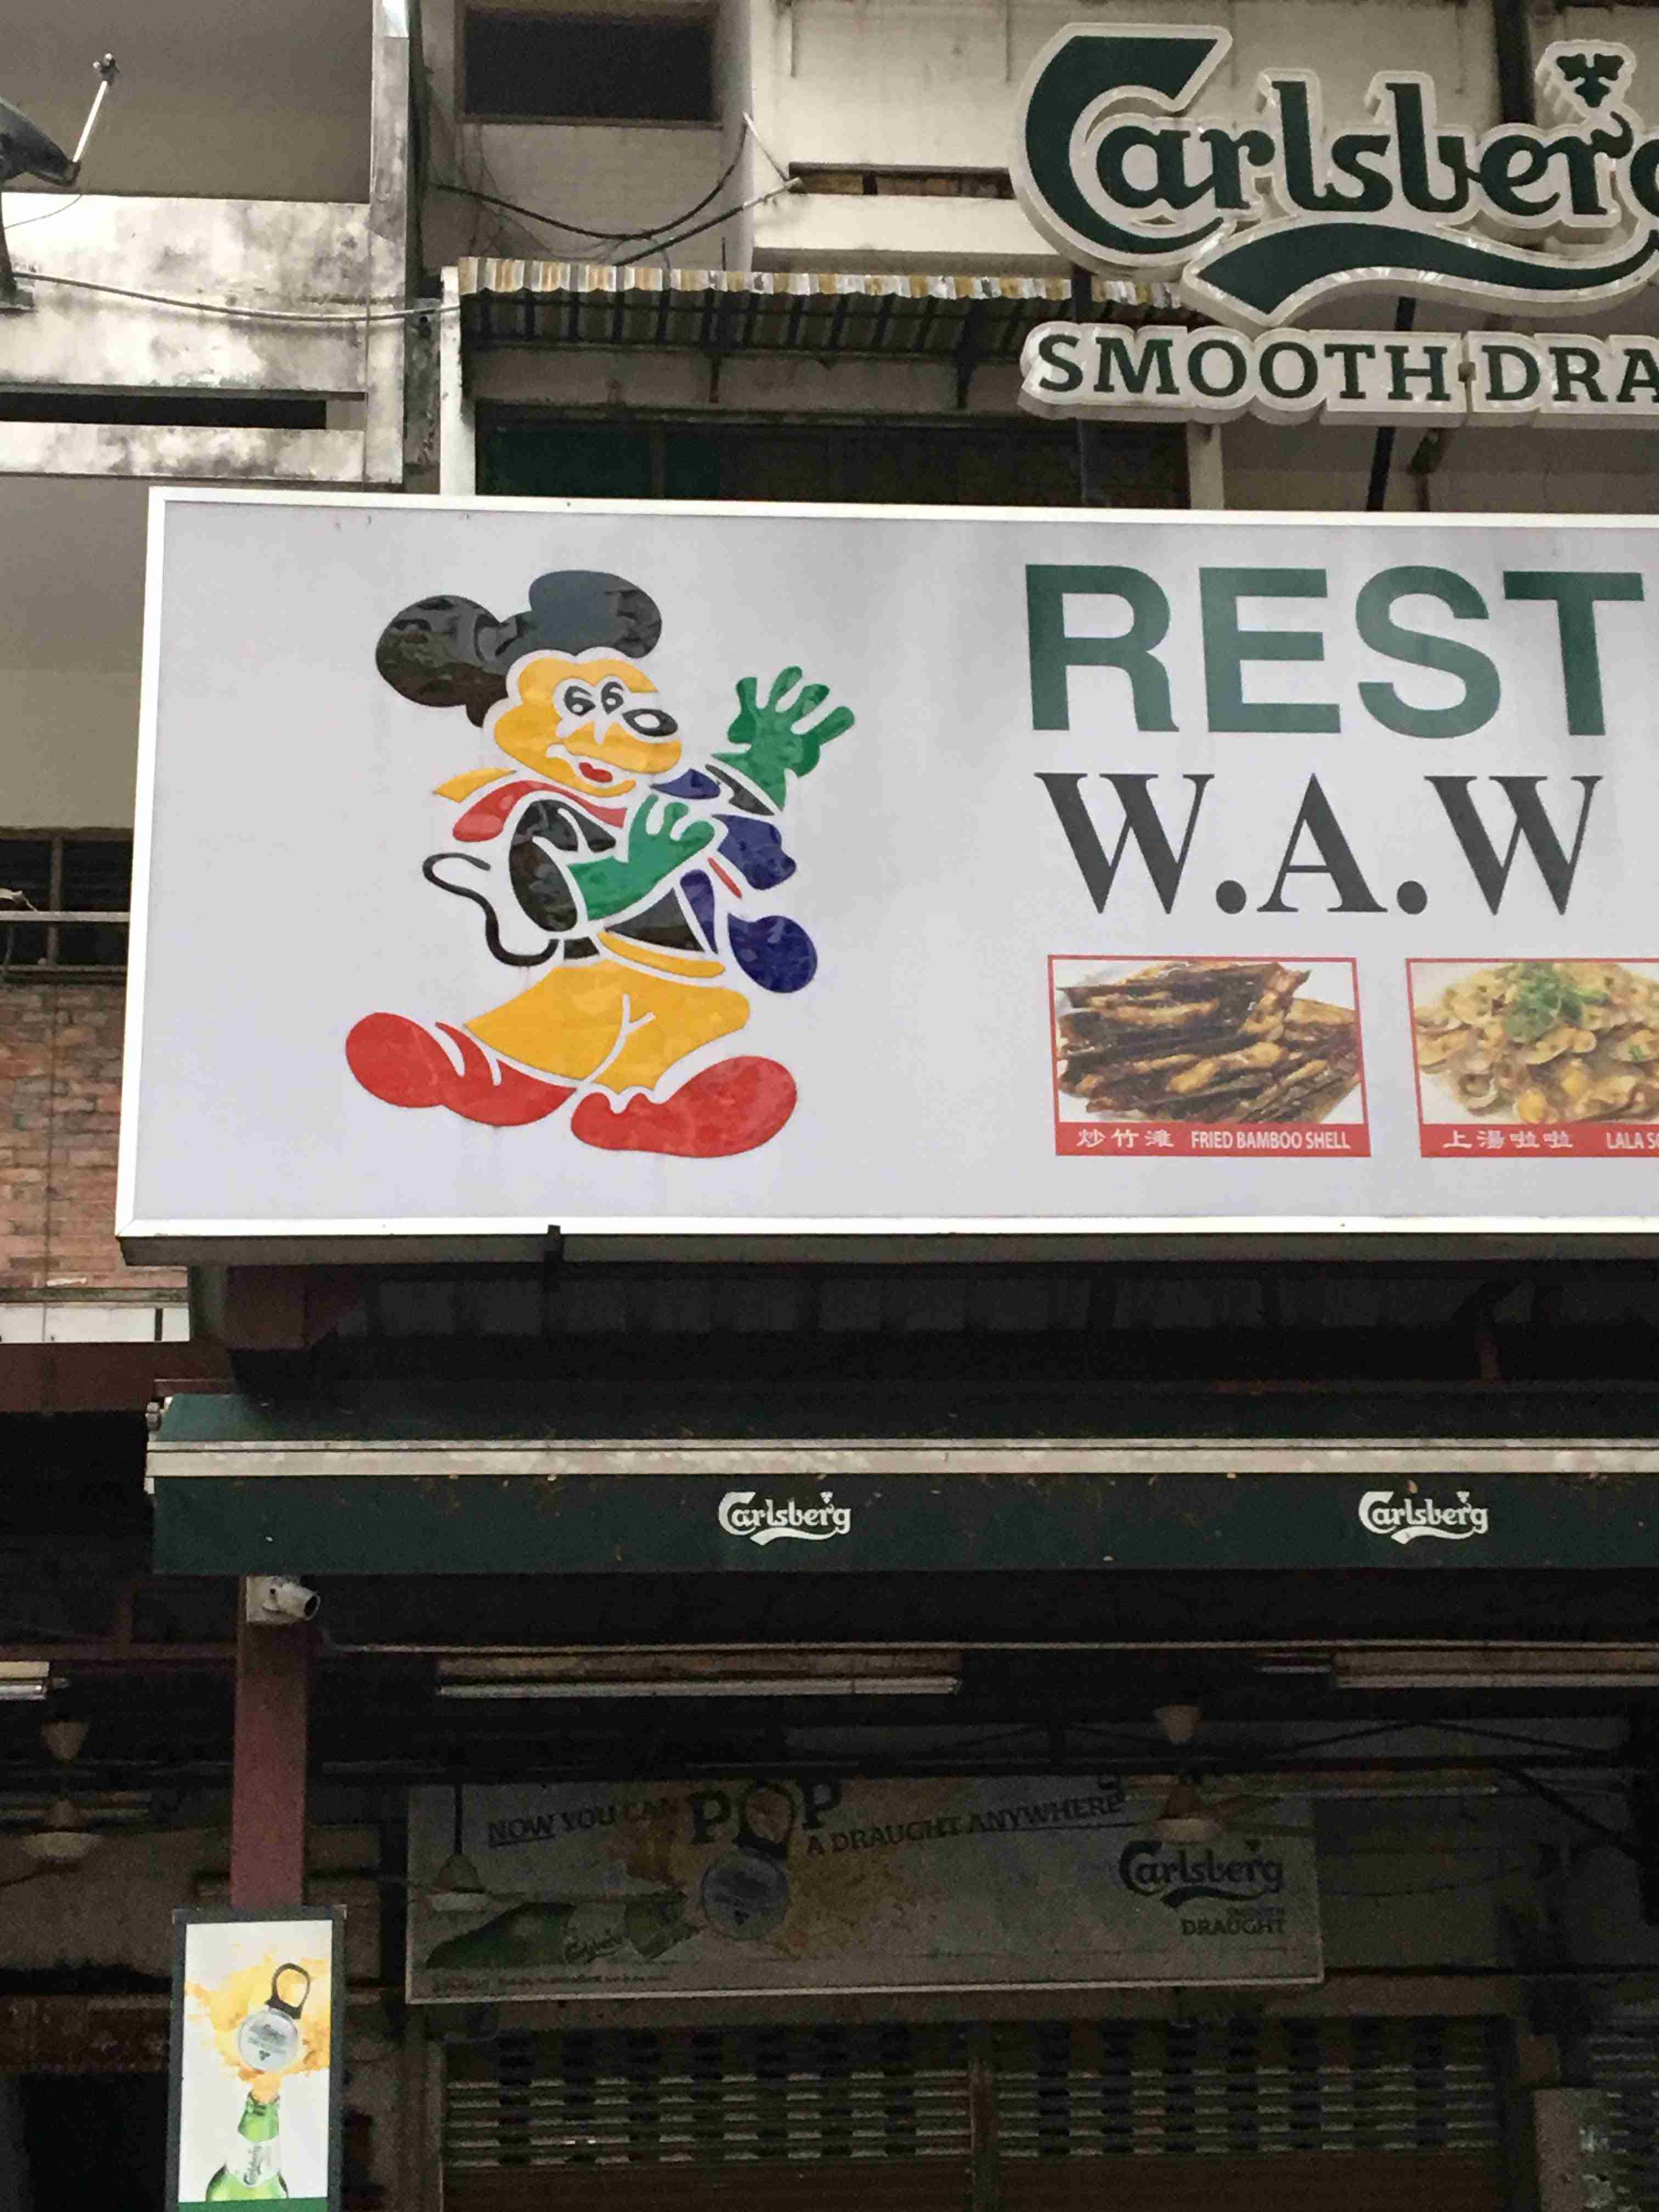 Carlsberg
SMOOTH DRA
REST
W.A.W
炒竹灘 FRIED BAMBOO SHELL
上湯啦啦 LALA
Carlsberg
Carlsberg
NOW YOU CAN POP A DRAUGHT ANYWHERE
Carlsberg
DRAUGHT